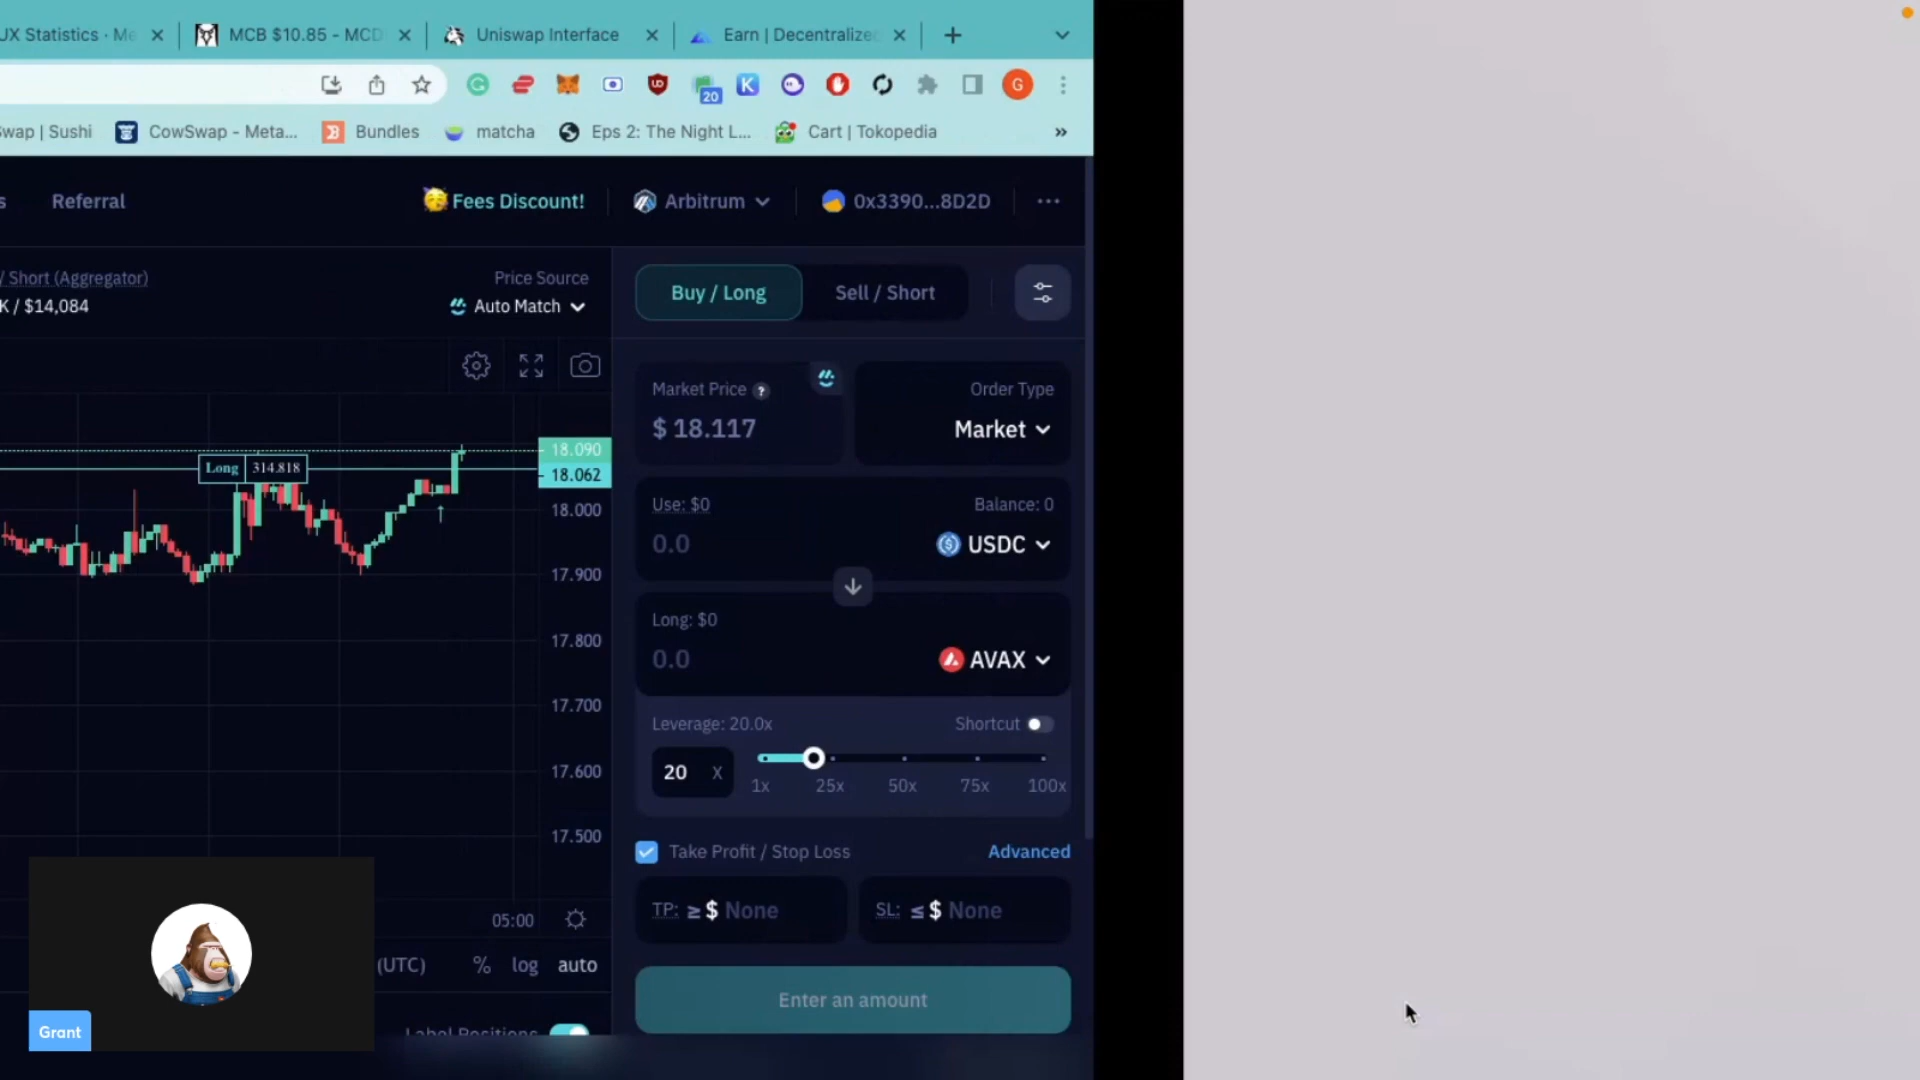 UX Statistics · Me
MCB $10.85 - MCD
Uniswap Interface
Earn | Decentralized
20
K
G
Swap | Sushi
CowSwap - Meta...
Bundles
matcha
Eps 2: The Night L...
Cart | Tokopedia
»
s
Referral
Fees Discount!
Arbitrum
0x3390...8D2D
/ Short (Aggregator)
K / $14,084
Price Source
Auto Match
Buy / Long
Sell / Short
Market Price ?
$ 18.117
Order Type
Market
Long 314.818
18.090
18.062
18.000
17.900
17.800
17.700
17.600
17.500
Use: $0
Balance: 0
0.0
USDC
Long: $0
0.0
AVAX
Leverage: 20.0x
Shortcut
20 X
1x 25x 50x 75x 100x
Take Profit / Stop Loss
Advanced
TP: ≥ $ None
SL: ≤ $ None
05:00
(UTC)
%
log
auto
Enter an amount
Label Positions
Grant